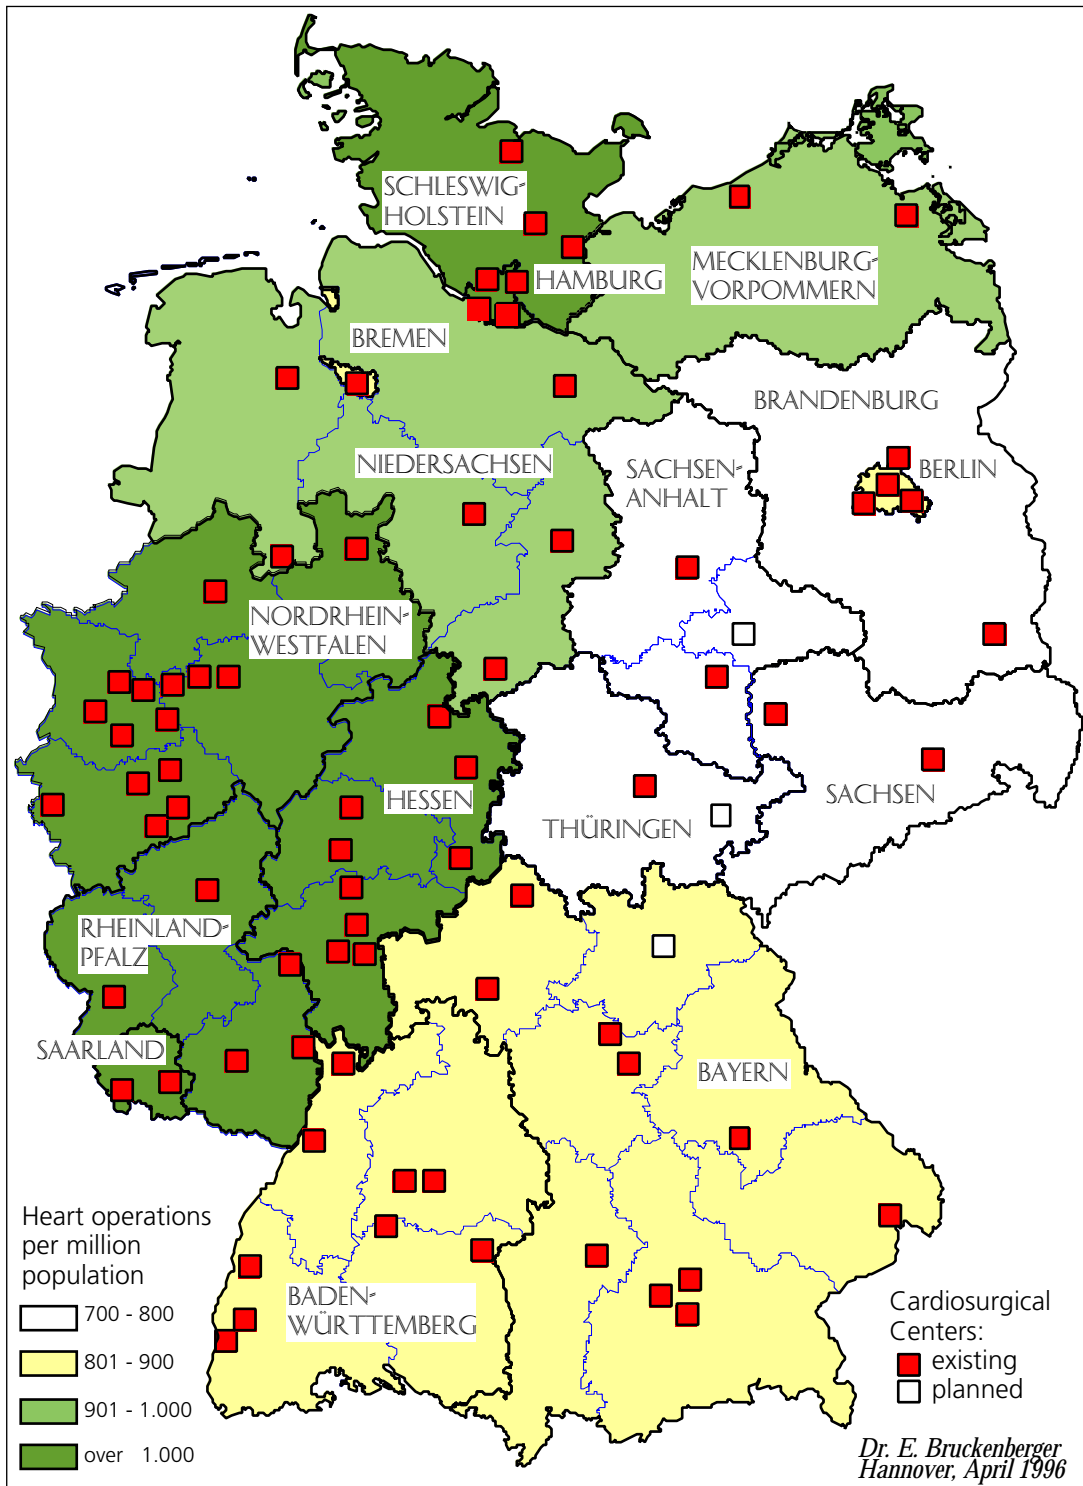 SCHLESWIG-
HOLSTEIN
HAMBURG
MECKLENBURG-
VORPOMMERN
BREMEN
BRANDENBURG
NIEDERSACHSEN
SACHSEN-
ANHALT
BERLIN
NORDRHEIN-
WESTFALEN
HESSEN
SACHSEN
THÜRINGEN
RHEINLAND-
PFALZ
SAARLAND
BAYERN
BADEN-
WÜRTTEMBERG
Heart operations
per million
population
700 - 800
801 - 900
901 - 1.000
over 1.000
Cardiosurgical
Centers:
existing
planned
Dr. E. Bruckenberger
Hannover, April 1996